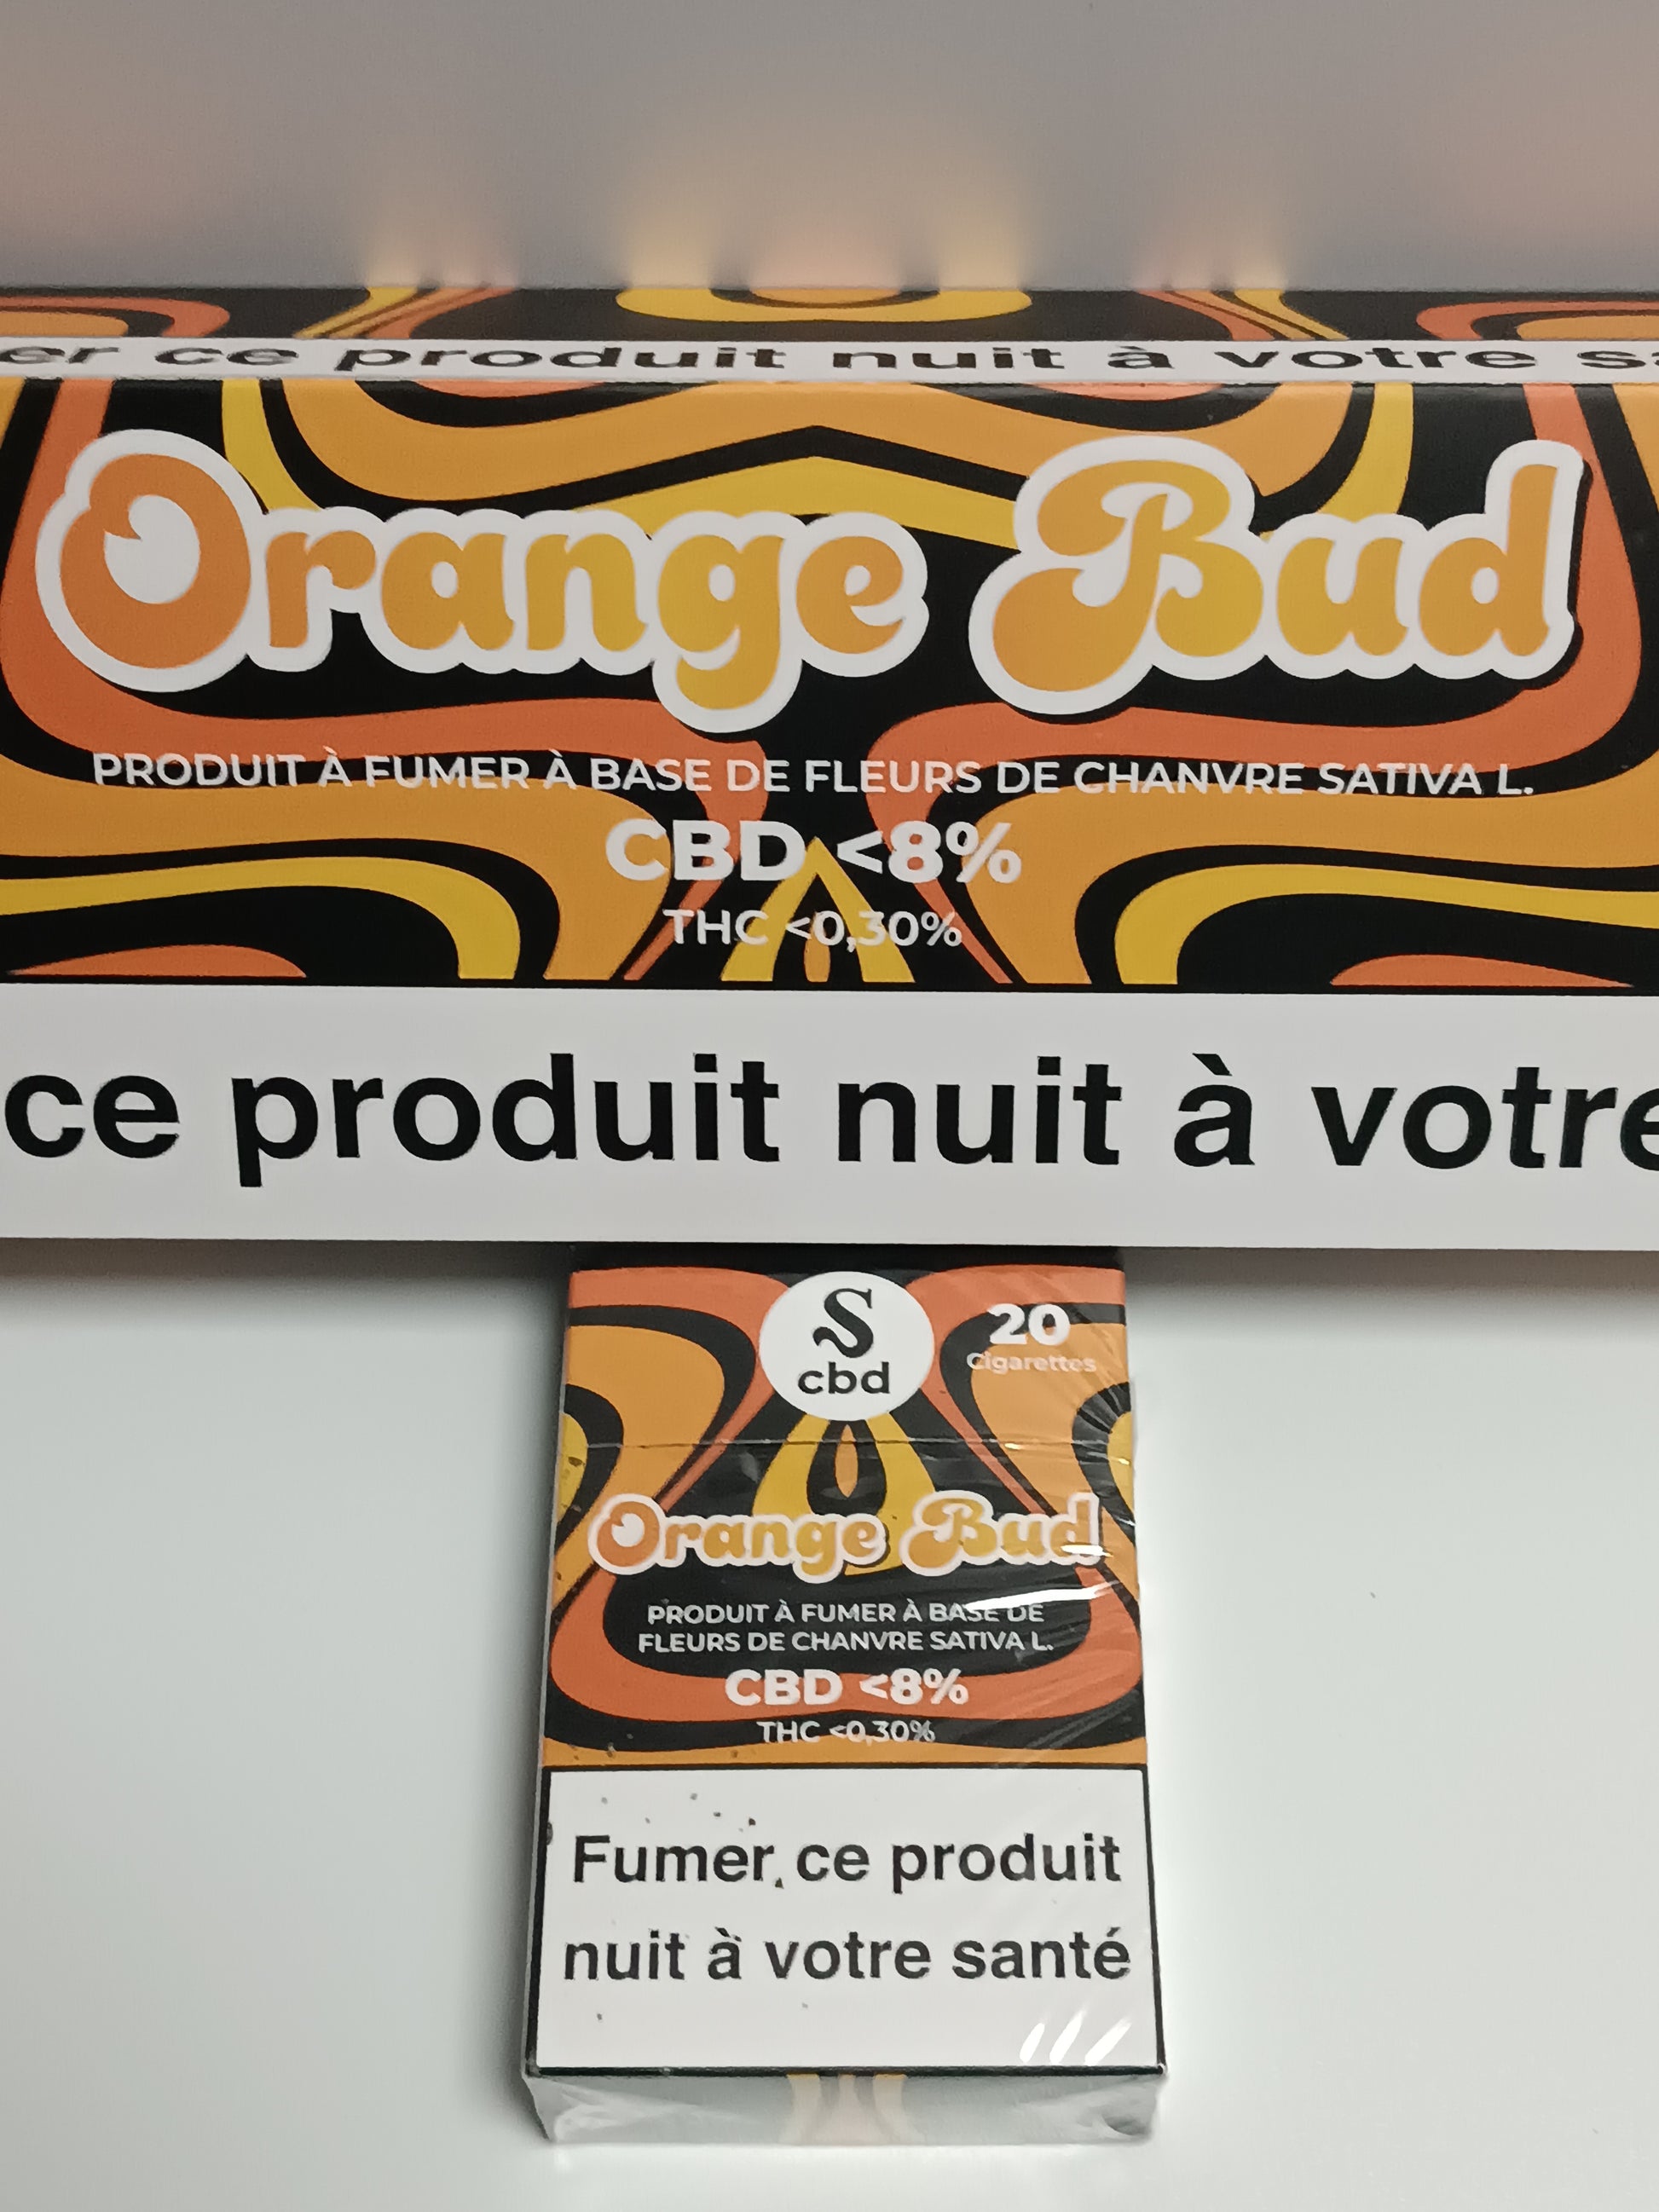 er ce produit nuit à votre
Orange Bud
PRODUIT À FUMER À BASE DE FLEURS DE CHANVRE SATIVA L.
CBD <8%
THC <0,30%
ce produit nuit à votre
S
cbd
20
Cigarettes
Orange Bud
PRODUIT À FUMER À BASE DE
FLEURS DE CHANVRE SATIVA L.
CBD <8%
THC <0,30%
Fumer ce produit
nuit à votre santé